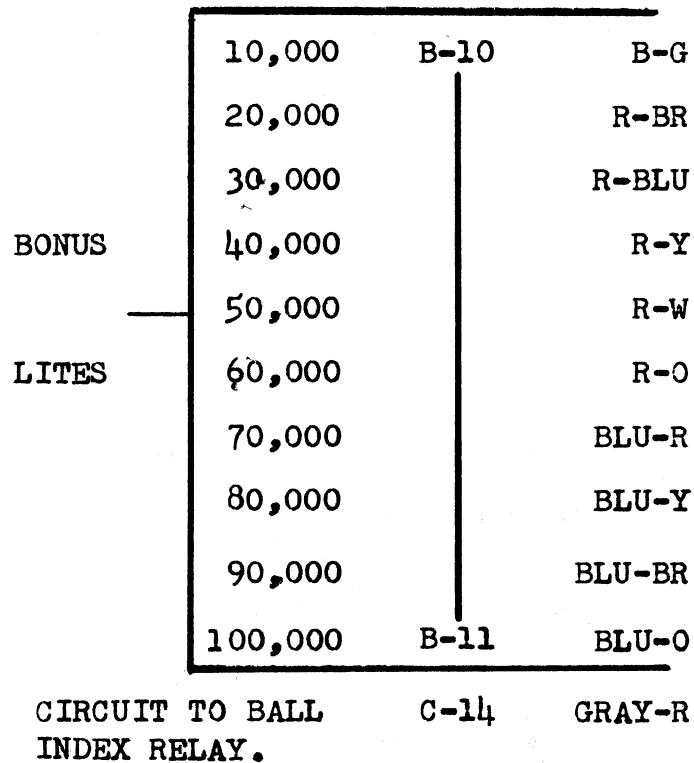 10,000 B-10 B-G
20,000 R-BR
30,000 R-BLU
BONUS 40,000 R-Y
50,000 R-W
LITES 60,000 R-O
70,000 BLU-R
80,000 BLU-Y
90,000 BLU-BR
100,000 B-11 BLU-O
CIRCUIT TO BALL C-14 GRAY-R
INDEX RELAY.